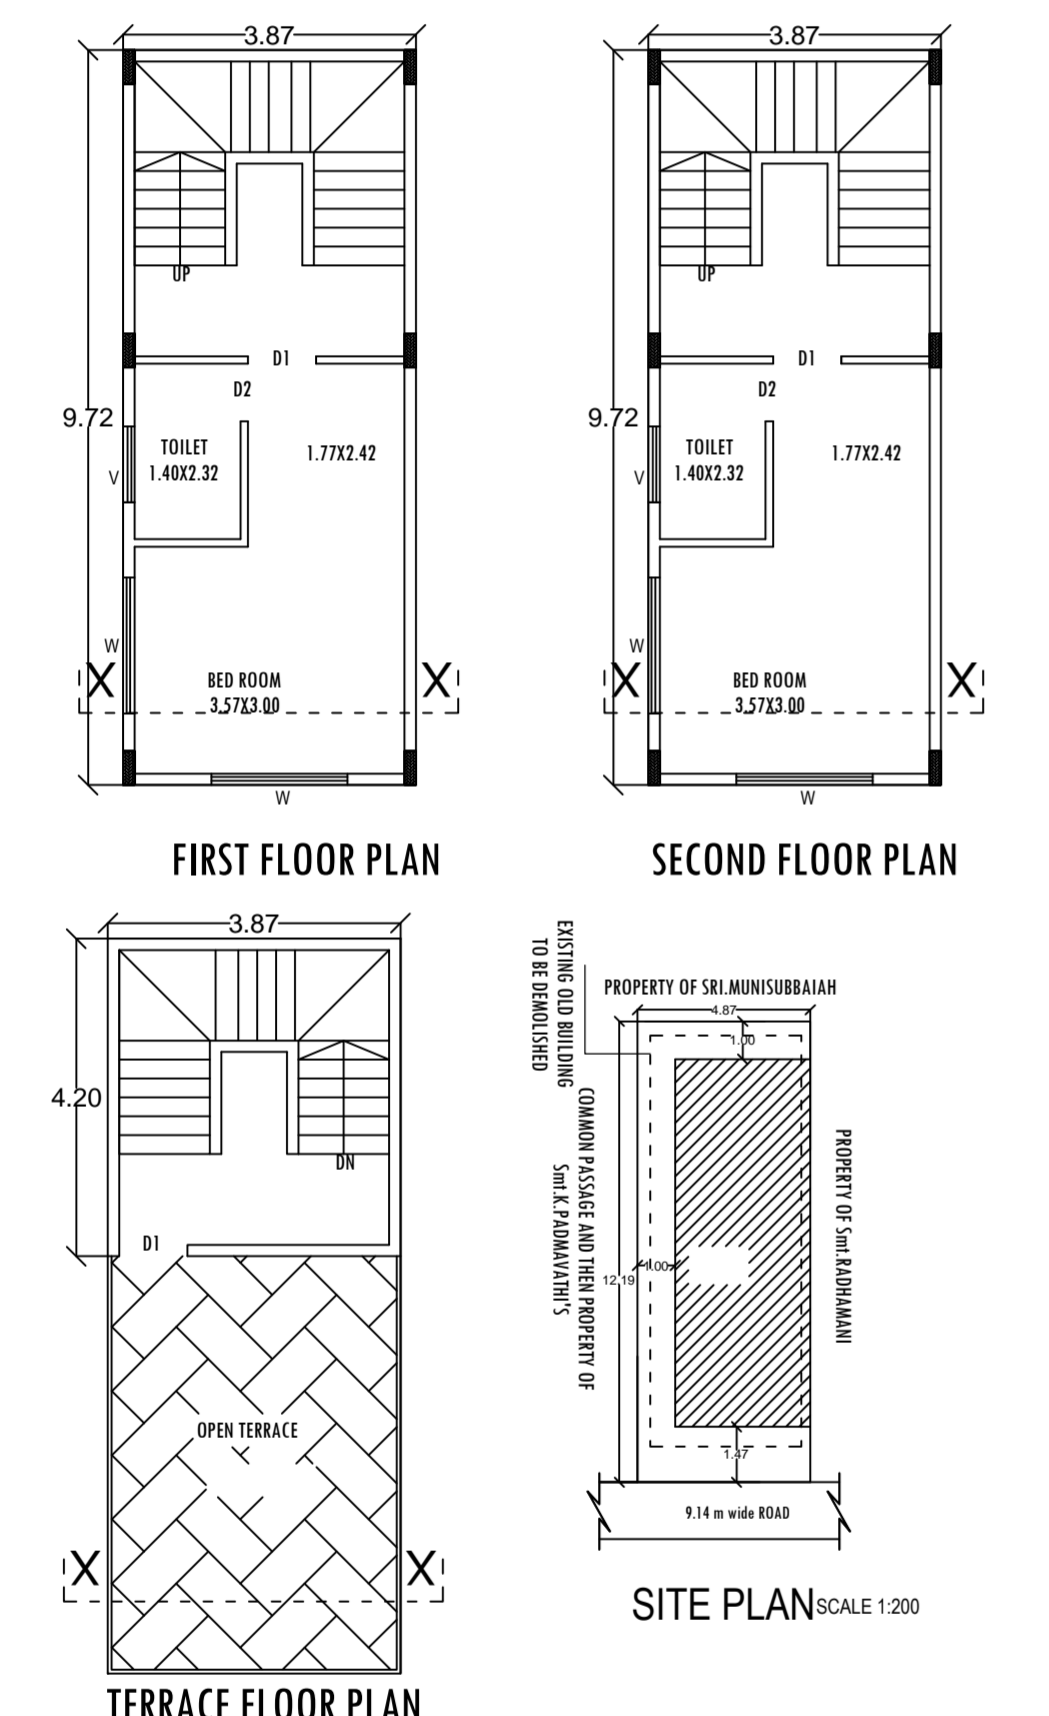 3.87
UP
D1
D2
9.72
TOILET
1.40X2.32
1.77X2.42
V
W
X
X
BED ROOM
3.57X3.00
W
FIRST FLOOR PLAN
3.87
UP
D1
D2
9.72
TOILET
1.40X2.32
1.77X2.42
V
W
X
X
BED ROOM
3.57X3.00
W
SECOND FLOOR PLAN
3.87
4.20
DN
D1
OPEN TERRACE
X
X
TERRACE FLOOR PLAN
EXISTING OLD BUILDING
TO BE DEMOLISHED
PROPERTY OF SRI.MUNISUBBAIAH
4.87
1.00
COMMON PASSAGE AND THEN PROPERTY OF
Smt.K.PADMAVATHI'S
PROPERTY OF Smt.RADHAMANI
1.00
12.19
1.47
9.14 m wide ROAD
SITE PLAN SCALE 1:200